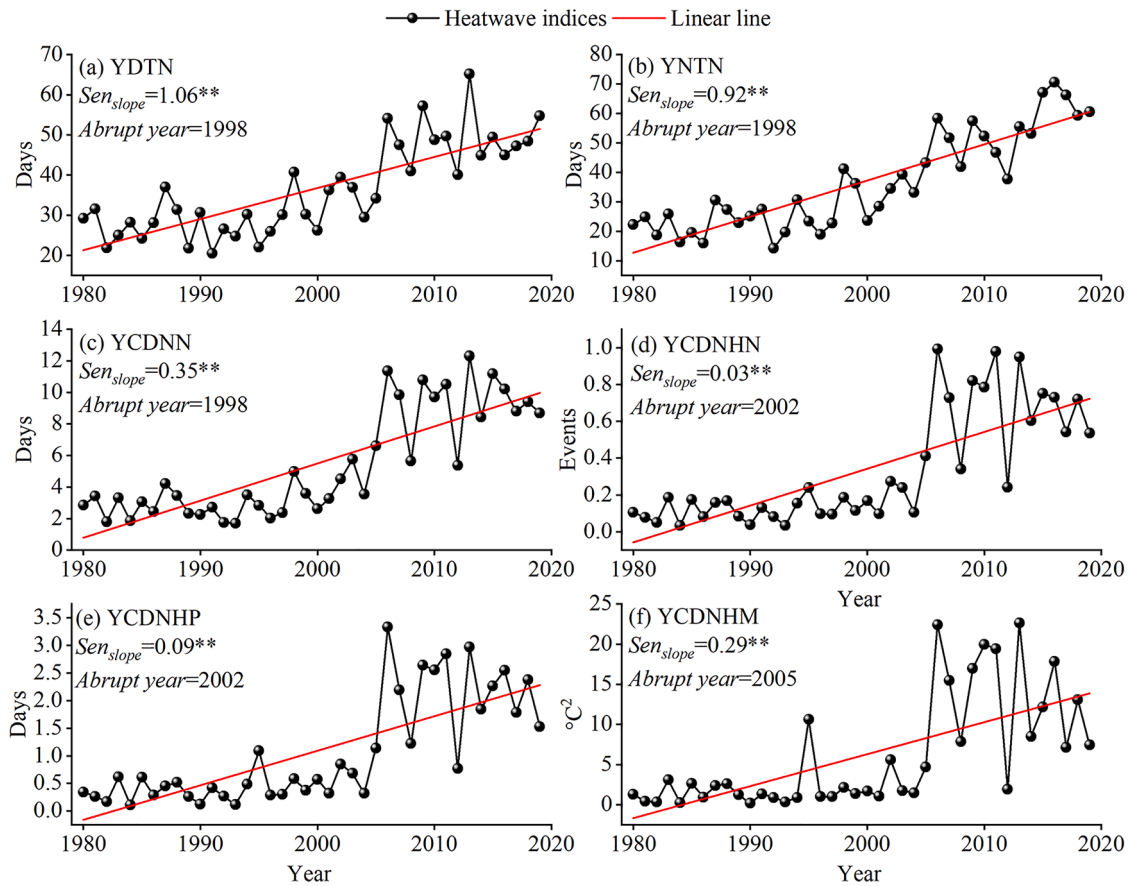 Heatwave indices Linear line
(a) YDTN
Sen_slope=1.06**
Abrupt year=1998
70
60
50
40
30
20
Days
1980 1990 2000 2010 2020
(b) YNTN
Sen_slope=0.92**
Abrupt year=1998
80
70
60
50
40
30
20
10
Days
1980 1990 2000 2010 2020
(c) YCDNN
Sen_slope=0.35**
Abrupt year=1998
14
12
10
8
6
4
2
0
Days
1980 1990 2000 2010 2020
(d) YCDNHN
Sen_slope=0.03**
Abrupt year=2002
1.0
0.8
0.6
0.4
0.2
0.0
Events
1980 1990 2000 2010 2020
Year
(e) YCDNHP
Sen_slope=0.09**
Abrupt year=2002
3.5
3.0
2.5
2.0
1.5
1.0
0.5
0.0
Days
1980 1990 2000 2010 2020
Year
(f) YCDNHM
Sen_slope=0.29**
Abrupt year=2005
25
20
15
10
5
0
°C²
1980 1990 2000 2010 2020
Year